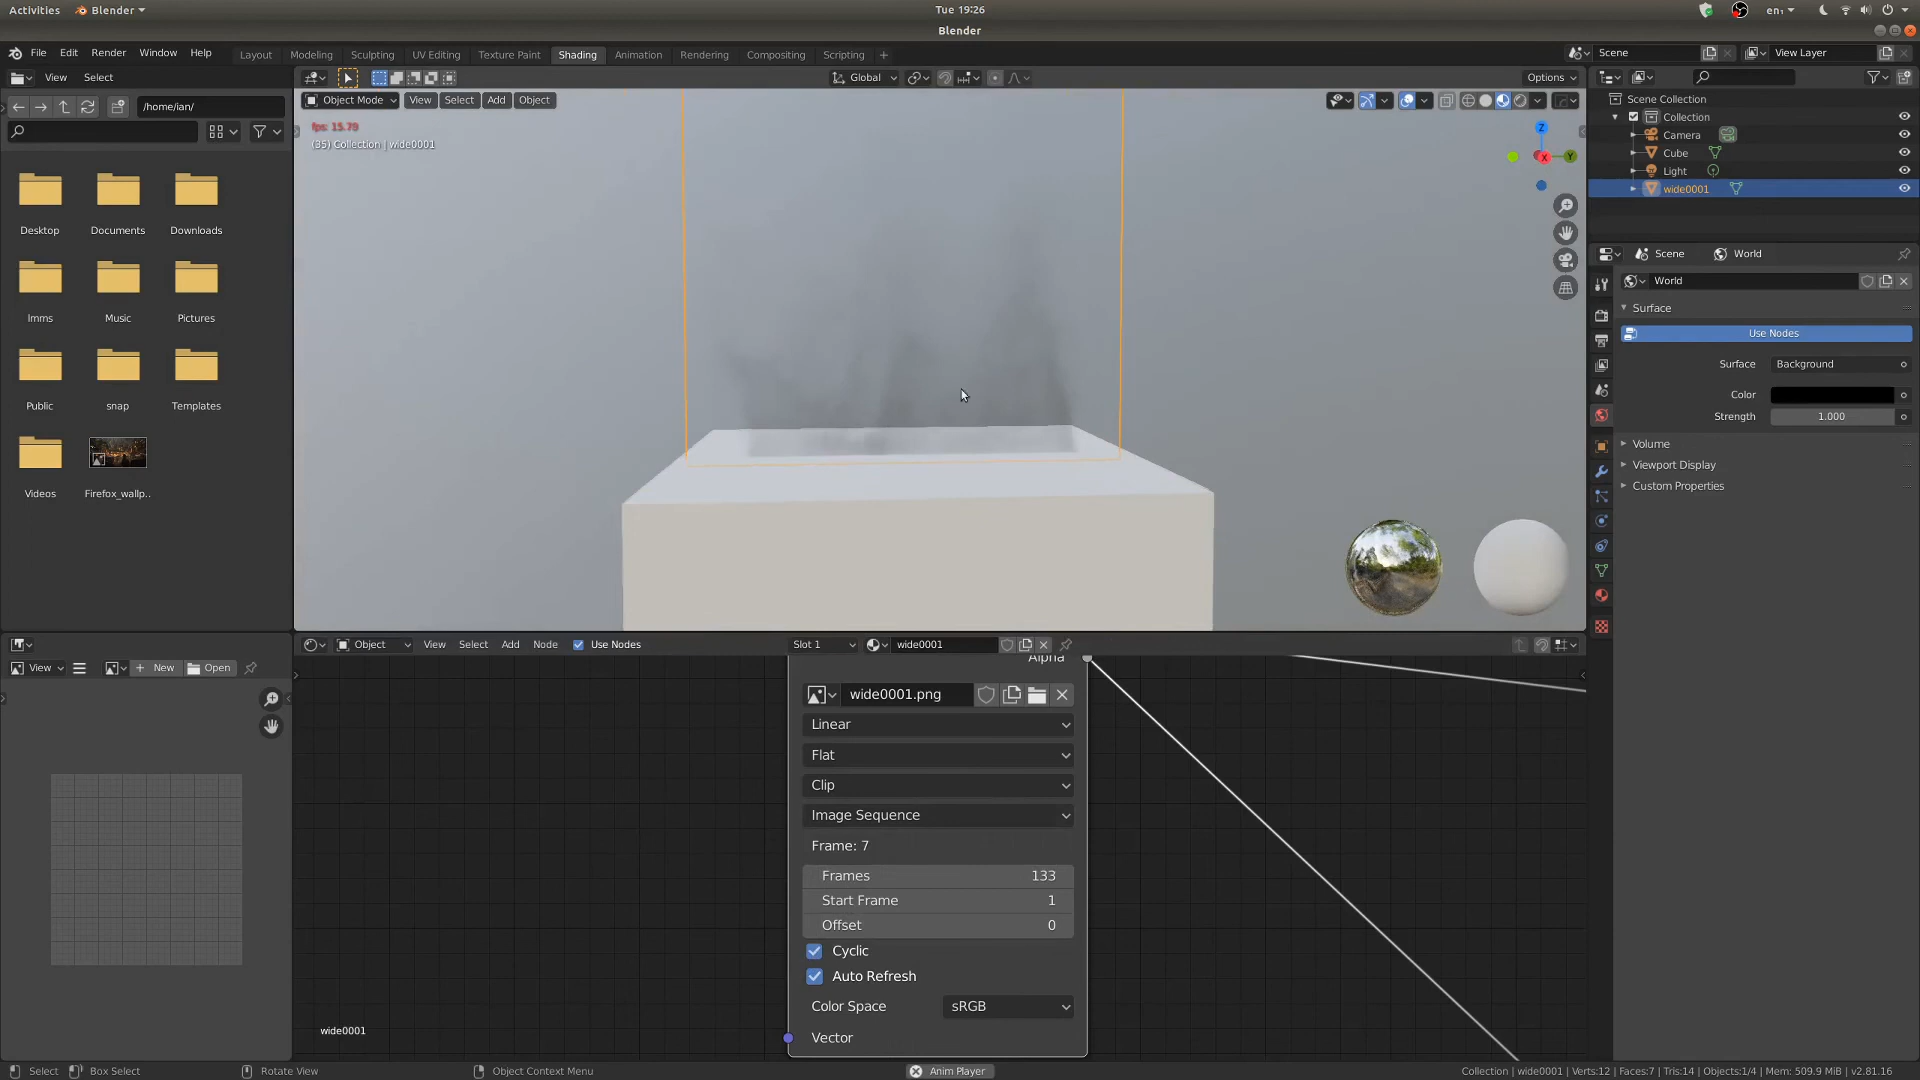 Activities
Blender
Tue 19:26
en₁
Blender
File Edit Render Window Help
Layout Modeling Sculpting UV Editing Texture Paint Shading Animation Rendering Compositing Scripting +
Scene
View Layer
View Select
Global
Options
/home/ian/
Object Mode View Select Add Object
fps: 15.79
(35) Collection | wide0001
Z
X
Y
Desktop Documents Downloads
lmms Music Pictures
Public snap Templates
Videos Firefox_wallp..
Scene Collection
Collection
Camera
Cube
Light
wide0001
Scene World
World
Surface
Use Nodes
Surface Background
Color
Strength 1.000
Volume
Viewport Display
Custom Properties
View New Open
Object View Select Add Node Use Nodes Slot 1 wide0001
Alpha
wide0001.png
Linear
Flat
Clip
Image Sequence
Frame: 7
Frames 133
Start Frame 1
Offset 0
Cyclic
Auto Refresh
Color Space sRGB
Vector
wide0001
Select Box Select Rotate View Object Context Menu Anim Player
Collection | wide0001 | Verts:12 | Faces:7 | Tris:14 | Objects:1/4 | Mem: 509.9 MiB | v2.81.16